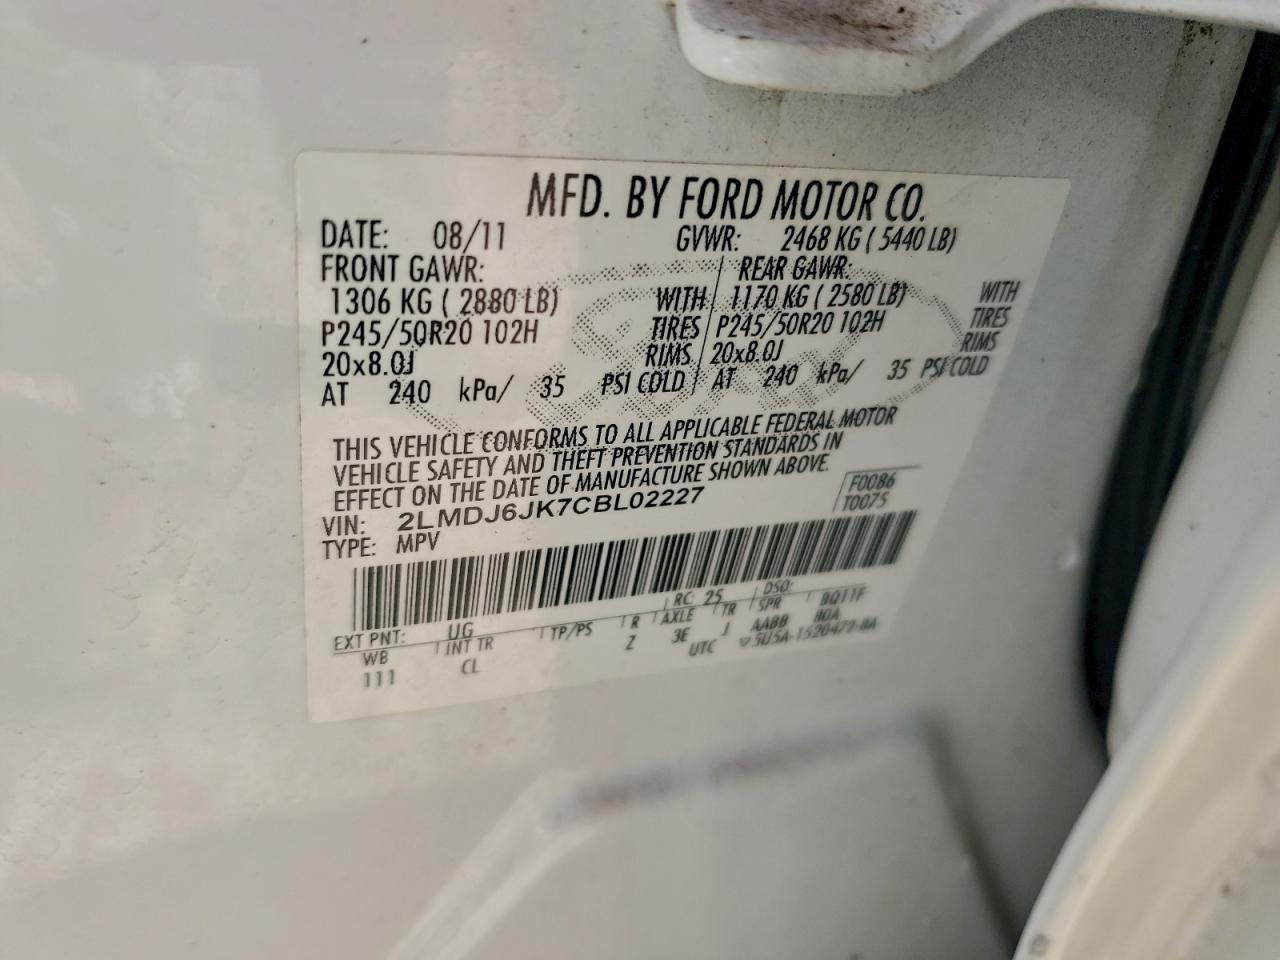 MFD. BY FORD MOTOR CO.
DATE: 08/11 GVWR: 2468 KG ( 5440 LB)
FRONT GAWR: REAR GAWR:
1306 KG ( 2880 LB) WITH 1170 KG ( 2580 LB) WITH
P245/50R20 102H TIRES P245/50R20 102H TIRES
20x8.0J RIMS 20x8.0J RIMS
AT 240 kPa/ 35 PSI COLD AT 240 kPa/ 35 PSI COLD
THIS VEHICLE CONFORMS TO ALL APPLICABLE FEDERAL MOTOR
VEHICLE SAFETY AND THEFT PREVENTION STANDARDS IN
EFFECT ON THE DATE OF MANUFACTURE SHOWN ABOVE.
VIN: 2LMDJ6JK7CBL02227 F0086
TYPE: MPV T0075
EXT PNT: UG RC: 25 DSO: BQ11F
WB INT TR TP/PS R AXLE TR SPR
111 CL Z 3E J AABB
UTC